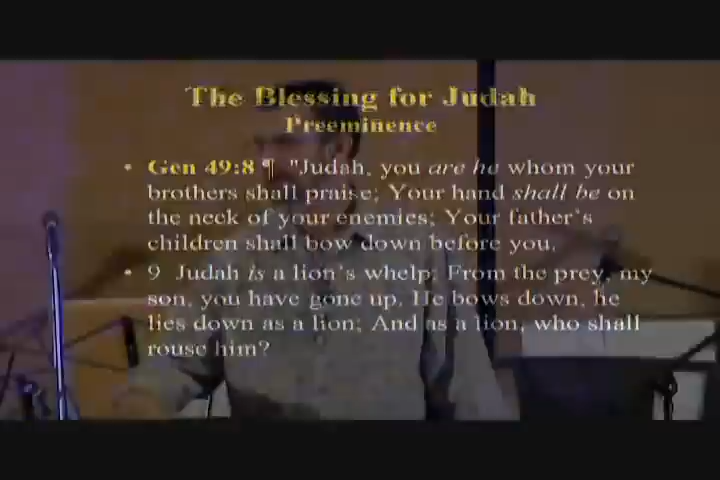 The Blessing for Judah
Preeminence
• Gen 49:8 ¶ "Judah, you are he whom your
brothers shall praise; Your hand shall be on
the neck of your enemies; Your father's
children shall bow down before you.
• 9 Judah is a lion's whelp; From the prey, my
son, you have gone up. He bows down, he
lies down as a lion; And as a lion, who shall
rouse him?